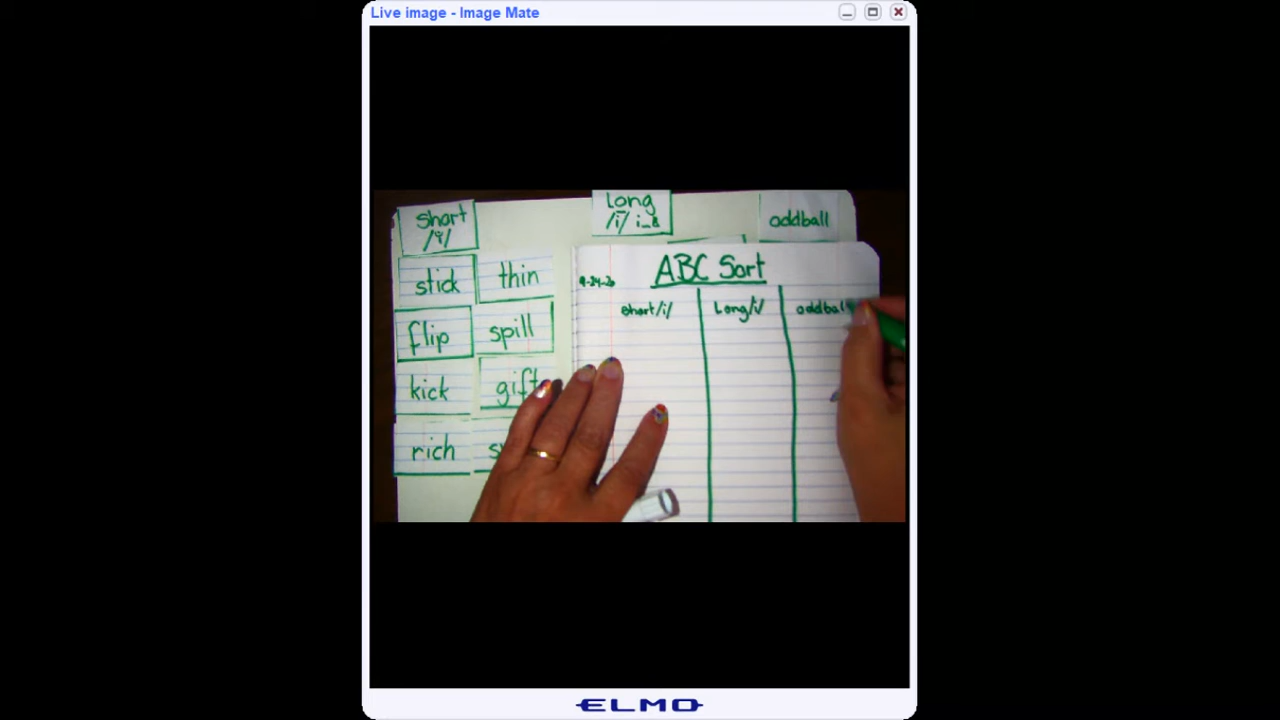 Live image - Image Mate
short
/ĭ/
long
/ī/ i_e
oddball
stick
thin
flip
spill
kick
gift
rich
ABC Sort
short/i/
long/i/
oddball
ELMO